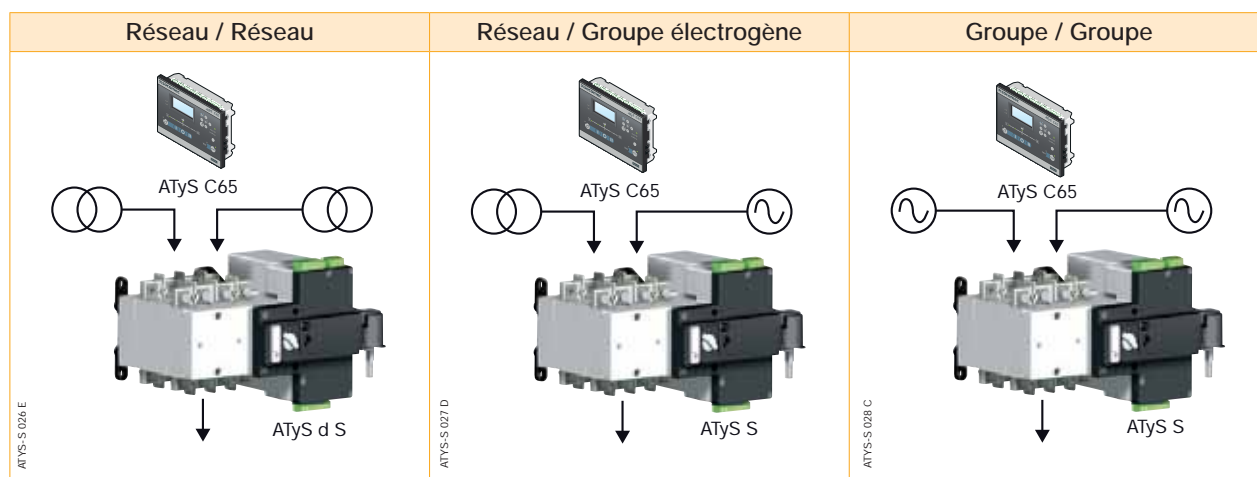 Réseau / Réseau
Réseau / Groupe électrogène
Groupe / Groupe
ATyS C65
ATyS C65
ATyS C65
ATyS d S
ATyS S
ATyS S
ATYS-S 026 E
ATYS-S 027 D
ATYS-S 028 C